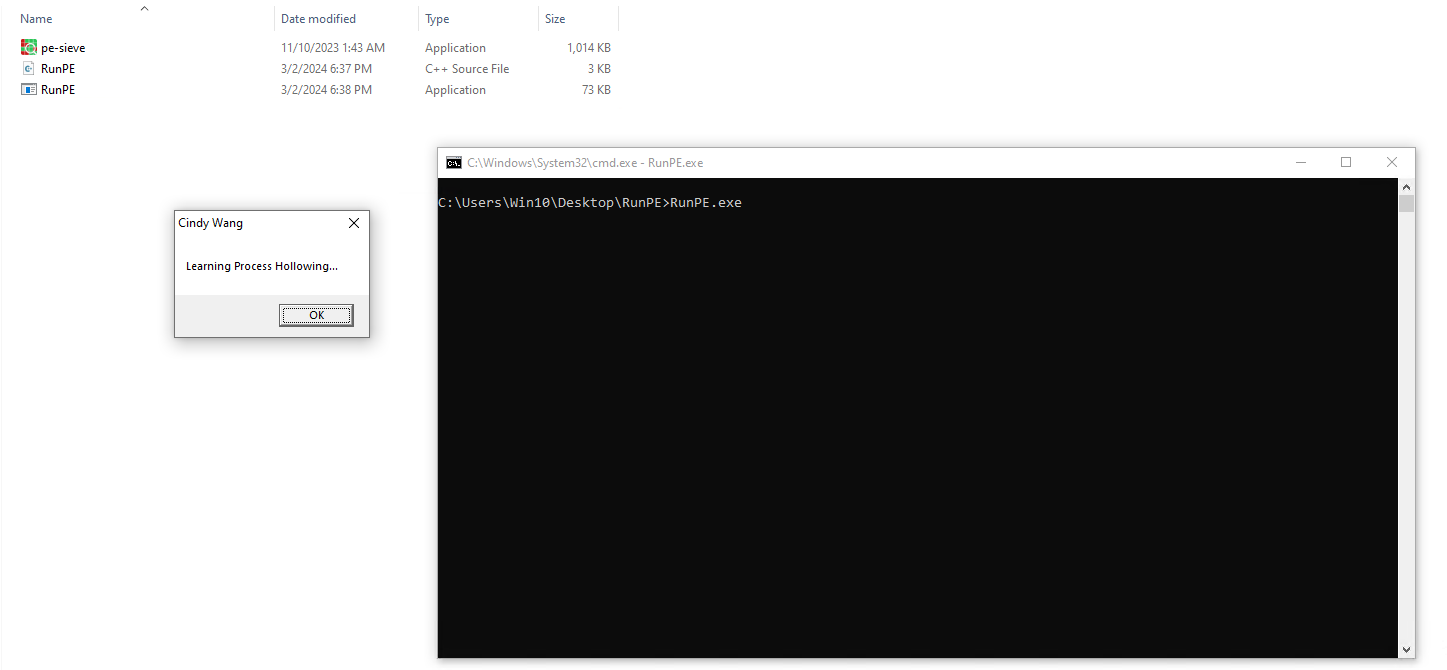 Name Date modified Type Size
pe-sieve 11/10/2023 1:43 AM Application 1,014 KB
RunPE 3/2/2024 6:37 PM C++ Source File 3 KB
RunPE 3/2/2024 6:38 PM Application 73 KB
C:\Windows\System32\cmd.exe - RunPE.exe
C:\Users\Win10\Desktop\RunPE>RunPE.exe
Cindy Wang
Learning Process Hollowing...
OK